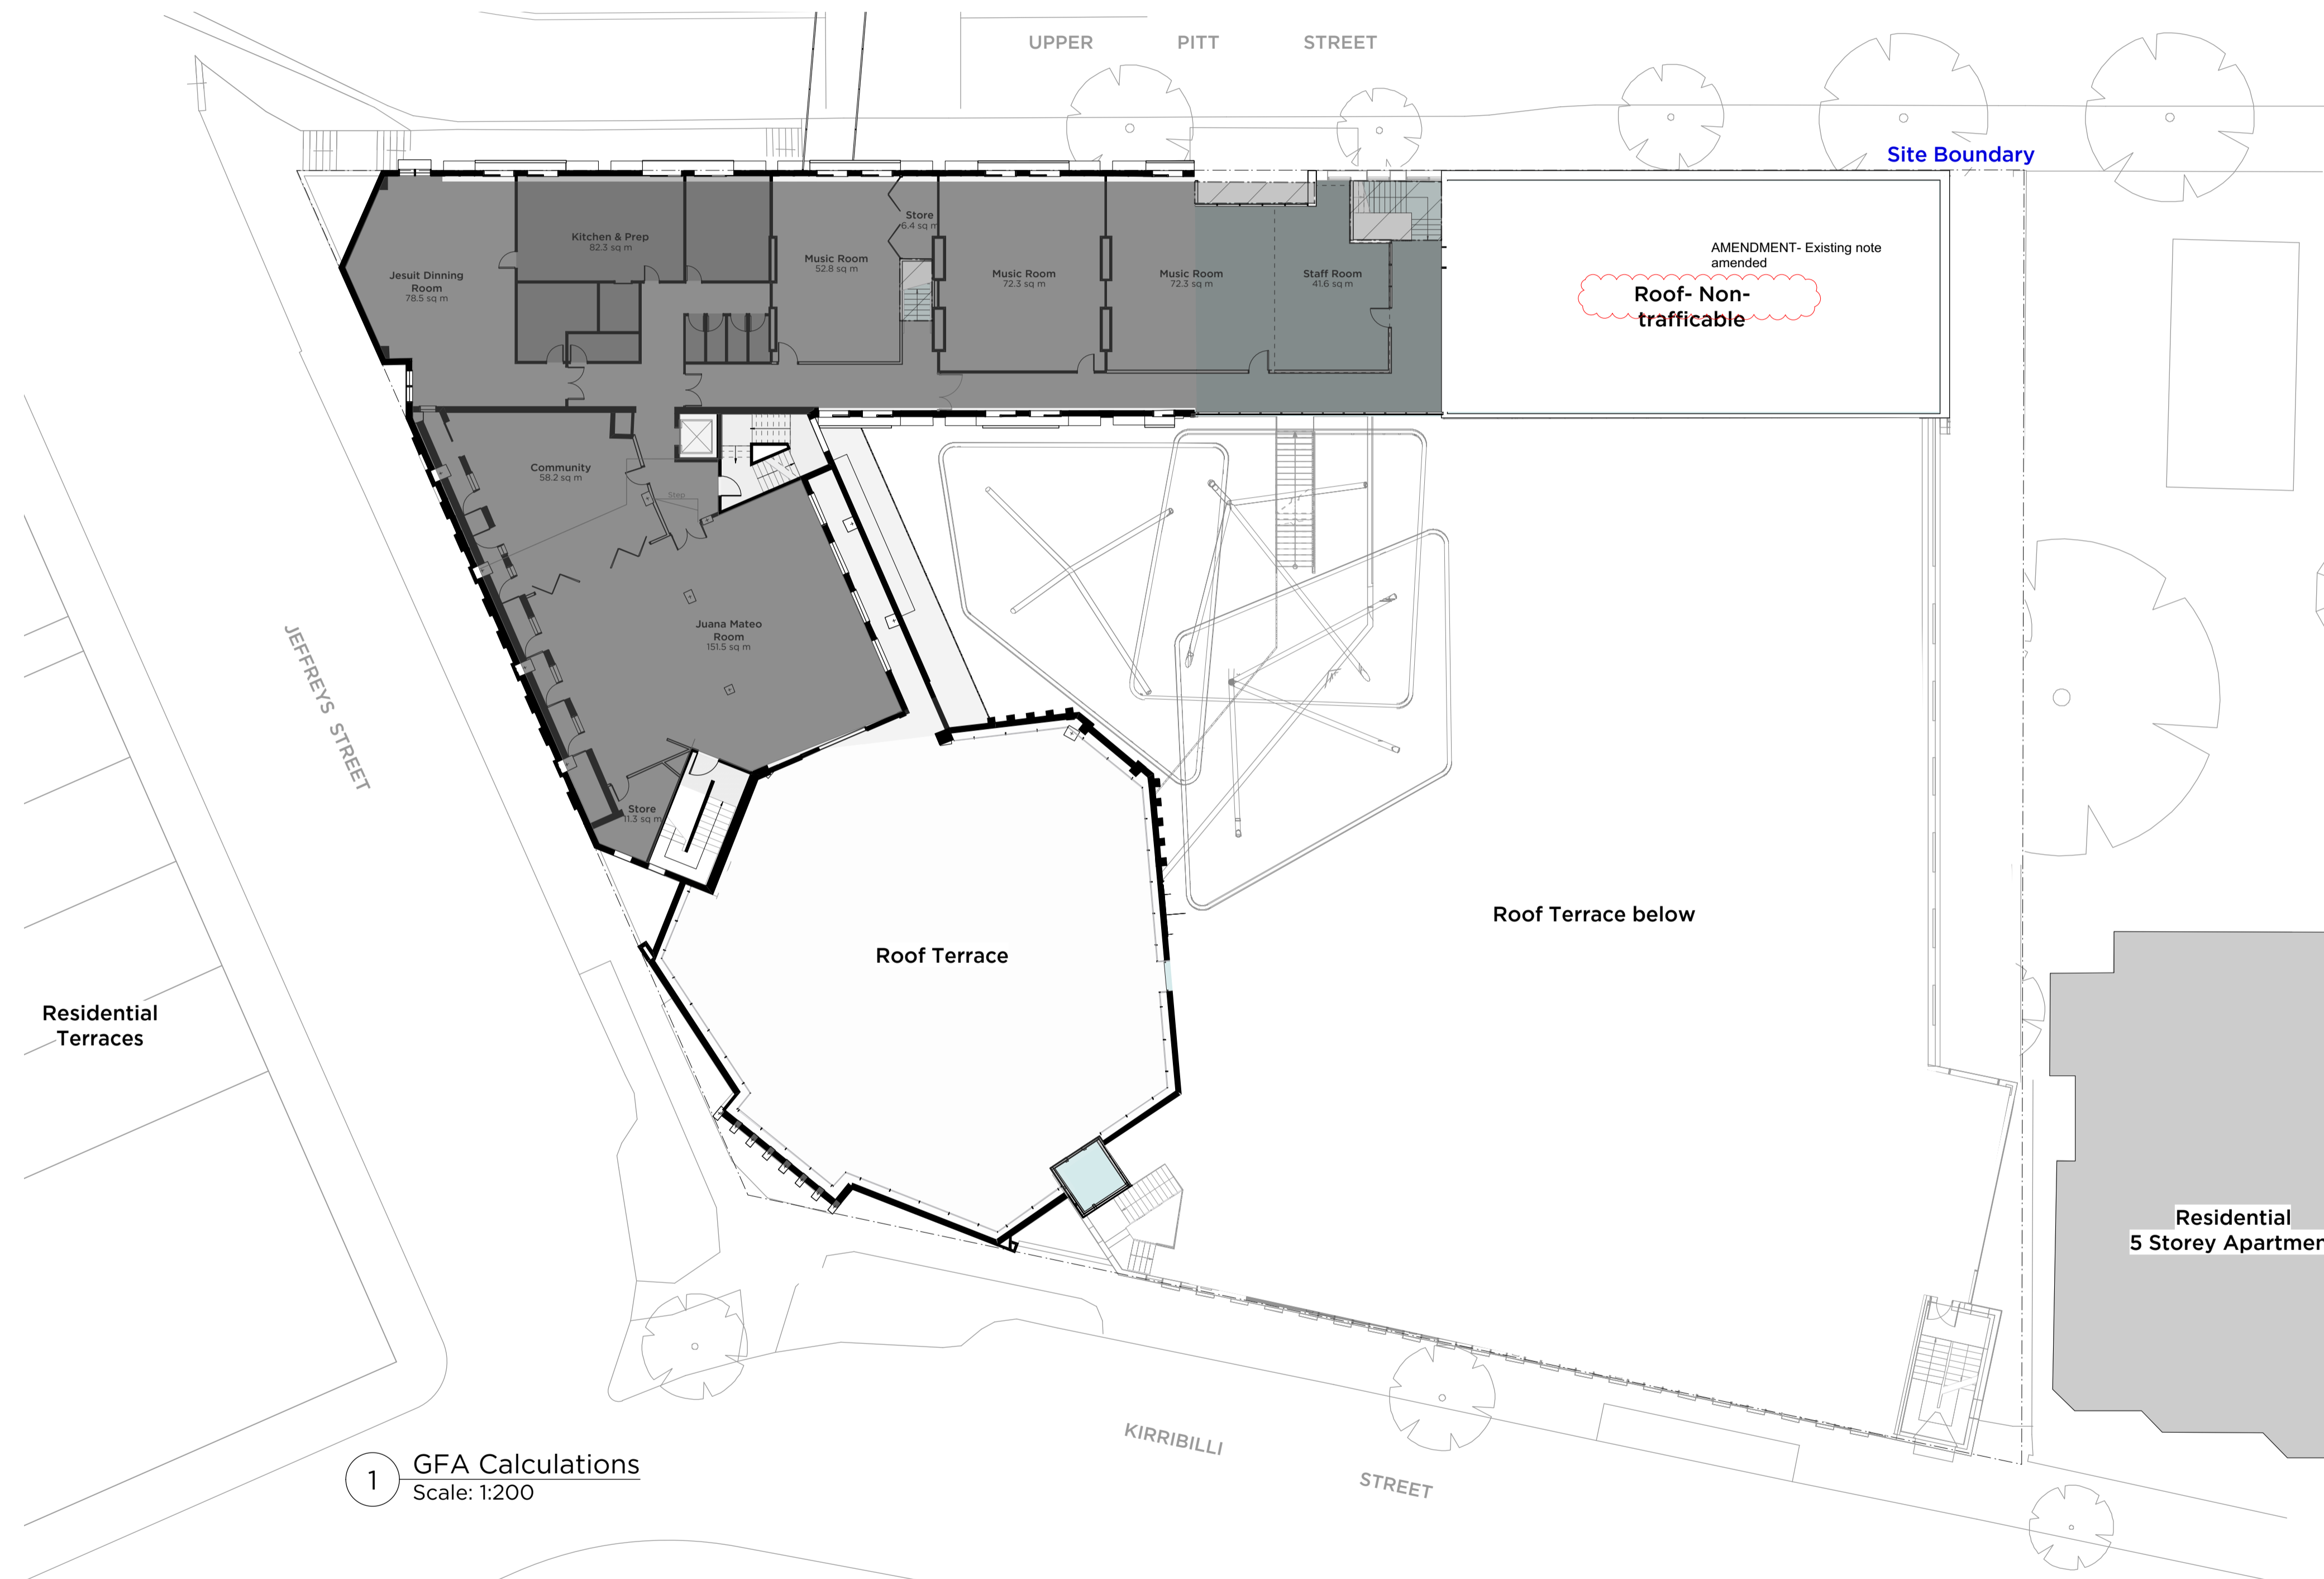 UPPER PITT STREET
Site Boundary
AMENDMENT- Existing note
amended
Roof- Non-
trafficable
Kitchen & Prep
82.3 sq m
Store
6.4 sq m
Jesuit Dinning
Room
78.5 sq m
Music Room
52.8 sq m
Music Room
72.3 sq m
Music Room
72.3 sq m
Staff Room
41.6 sq m
Community
58.2 sq m
Step
Juana Mateo
Room
151.5 sq m
Store
11.3 sq m
JEFFREYS STREET
Roof Terrace
Roof Terrace below
Residential
Terraces
Residential
5 Storey Apartmen
KIRRIBILLI
STREET
1
GFA Calculations
Scale: 1:200